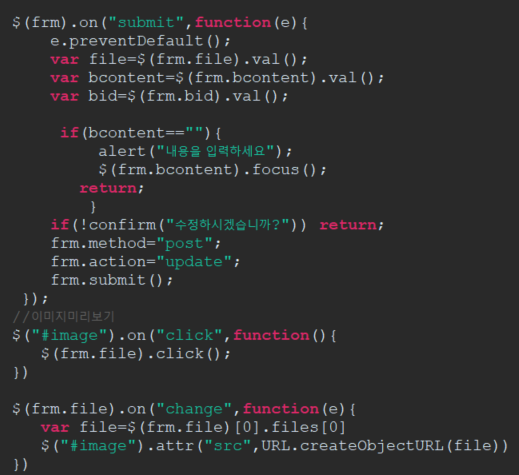 $(frm).on("submit",function(e){
    e.preventDefault();
    var file=$(frm.file).val();
    var bcontent=$(frm.bcontent).val();
    var bid=$(frm.bid).val();

     if(bcontent==""){
         alert("내용을 입력하세요");
         $(frm.bcontent).focus();
       return;
        }
    if(!confirm("수정하시겠습니까?")) return;
    frm.method="post";
    frm.action="update";
    frm.submit();
 });
//이미지미리보기
$("#image").on("click",function(){
   $(frm.file).click();
})

$(frm.file).on("change",function(e){
   var file=$(frm.file)[0].files[0]
   $("#image").attr("src",URL.createObjectURL(file))
})